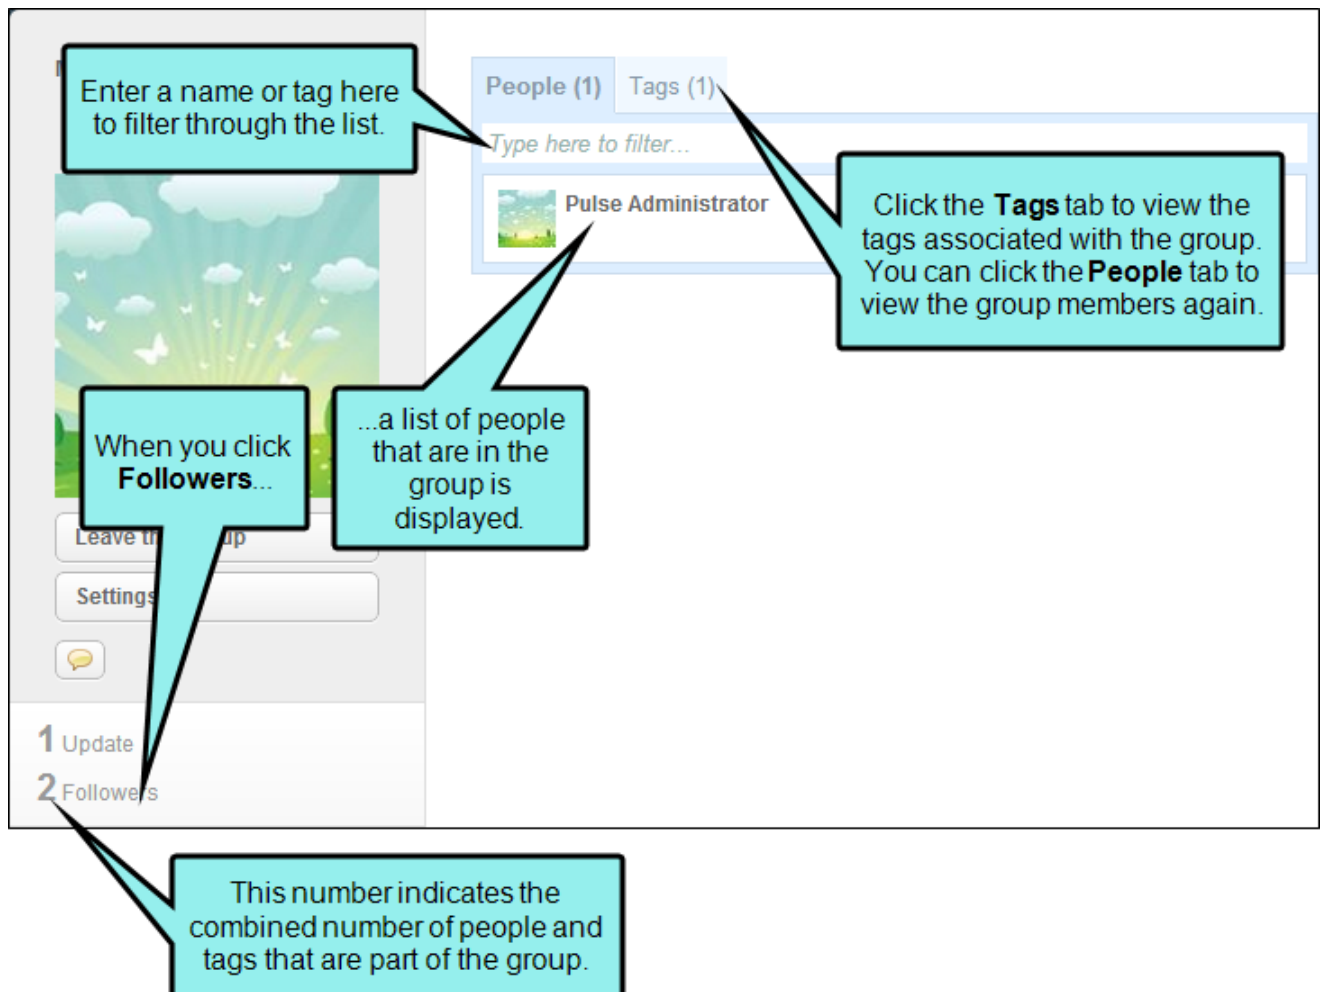 Enter a name or tag here
to filter through the list.
People (1)
Tags (1)
Type here to filter...
Pulse Administrator
Click the Tags tab to view the
tags associated with the group.
You can click the People tab to
view the group members again.
When you click
Followers...
...a list of people
that are in the
group is
displayed.
Leave
Settings
1 Update
2 Followers
This number indicates the
combined number of people and
tags that are part of the group.